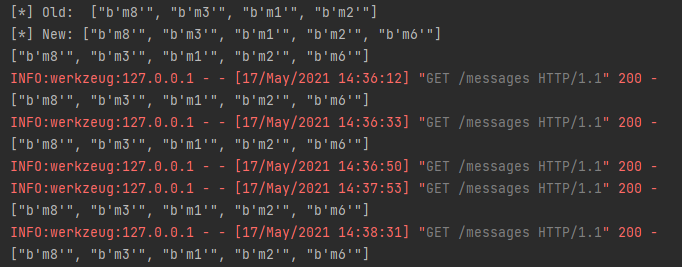 [*] Old:  ["b'm8'", "b'm3'", "b'm1'", "b'm2'"]
[*] New: ["b'm8'", "b'm3'", "b'm1'", "b'm2'", "b'm6'"]
["b'm8'", "b'm3'", "b'm1'", "b'm2'", "b'm6'"]
INFO:werkzeug:127.0.0.1 - - [17/May/2021 14:36:12] "GET /messages HTTP/1.1" 200 -
["b'm8'", "b'm3'", "b'm1'", "b'm2'", "b'm6'"]
INFO:werkzeug:127.0.0.1 - - [17/May/2021 14:36:33] "GET /messages HTTP/1.1" 200 -
["b'm8'", "b'm3'", "b'm1'", "b'm2'", "b'm6'"]
INFO:werkzeug:127.0.0.1 - - [17/May/2021 14:36:50] "GET /messages HTTP/1.1" 200 -
INFO:werkzeug:127.0.0.1 - - [17/May/2021 14:37:53] "GET /messages HTTP/1.1" 200 -
["b'm8'", "b'm3'", "b'm1'", "b'm2'", "b'm6'"]
INFO:werkzeug:127.0.0.1 - - [17/May/2021 14:38:31] "GET /messages HTTP/1.1" 200 -
["b'm8'", "b'm3'", "b'm1'", "b'm2'", "b'm6'"]